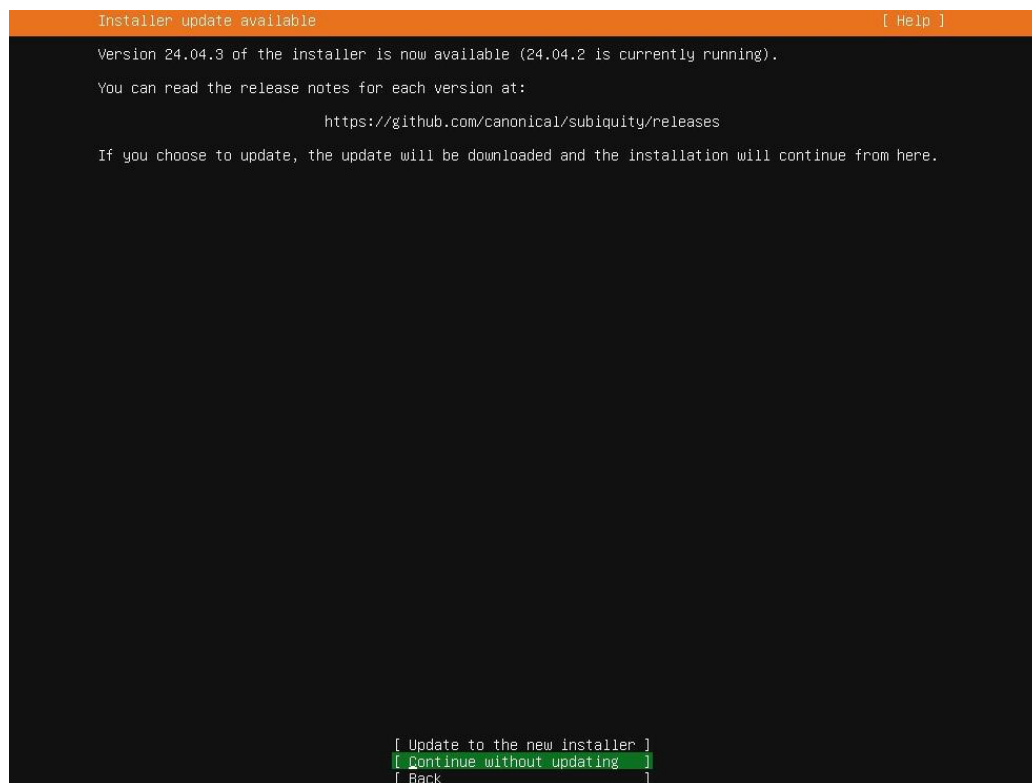 Installer update available [ Help ]
Version 24.04.3 of the installer is now available (24.04.2 is currently running).
You can read the release notes for each version at:
https://github.com/canonical/subiquity/releases
If you choose to update, the update will be downloaded and the installation will continue from here.
[ Update to the new installer ]
[ Continue without updating ]
[ Back ]